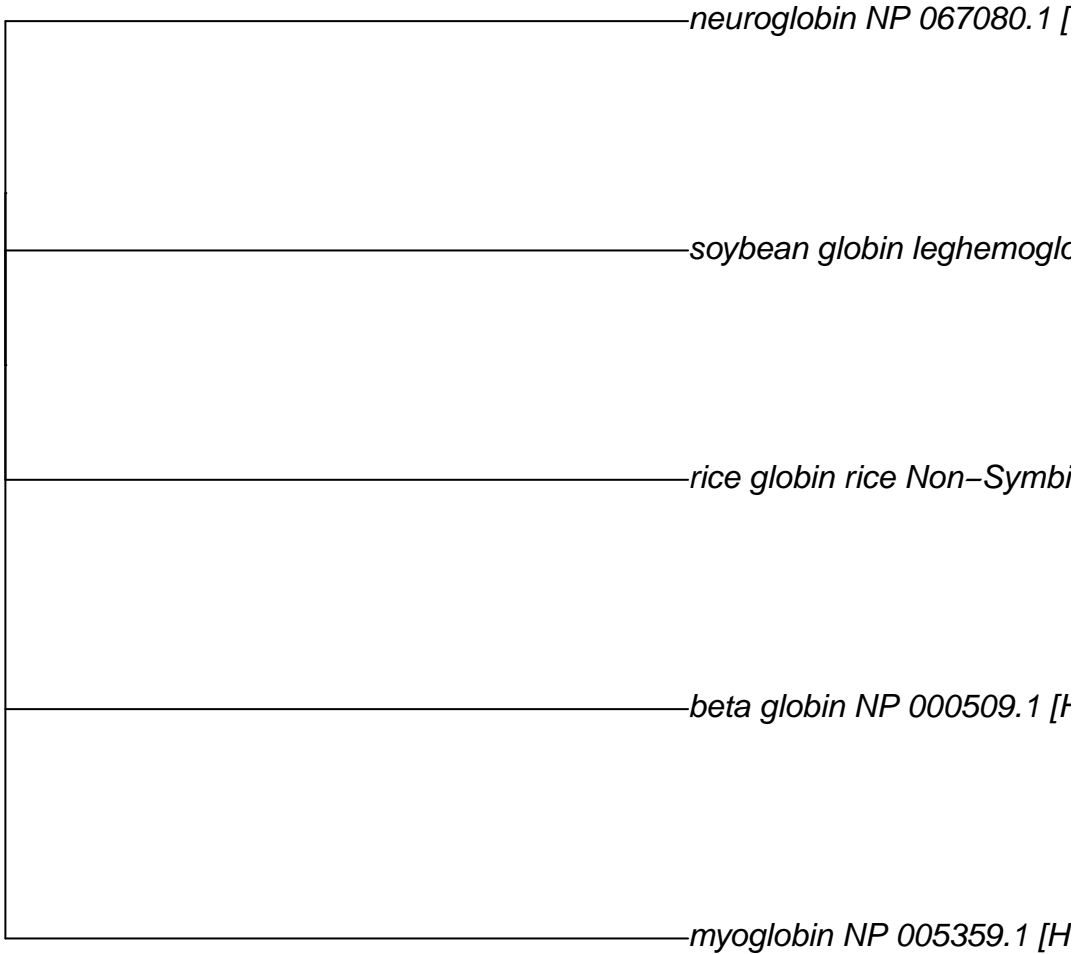 neuroglobin NP 067080.1 [
soybean globin leghemoglo
rice globin rice Non−Symbi
beta globin NP 000509.1 [H
myoglobin NP 005359.1 [H